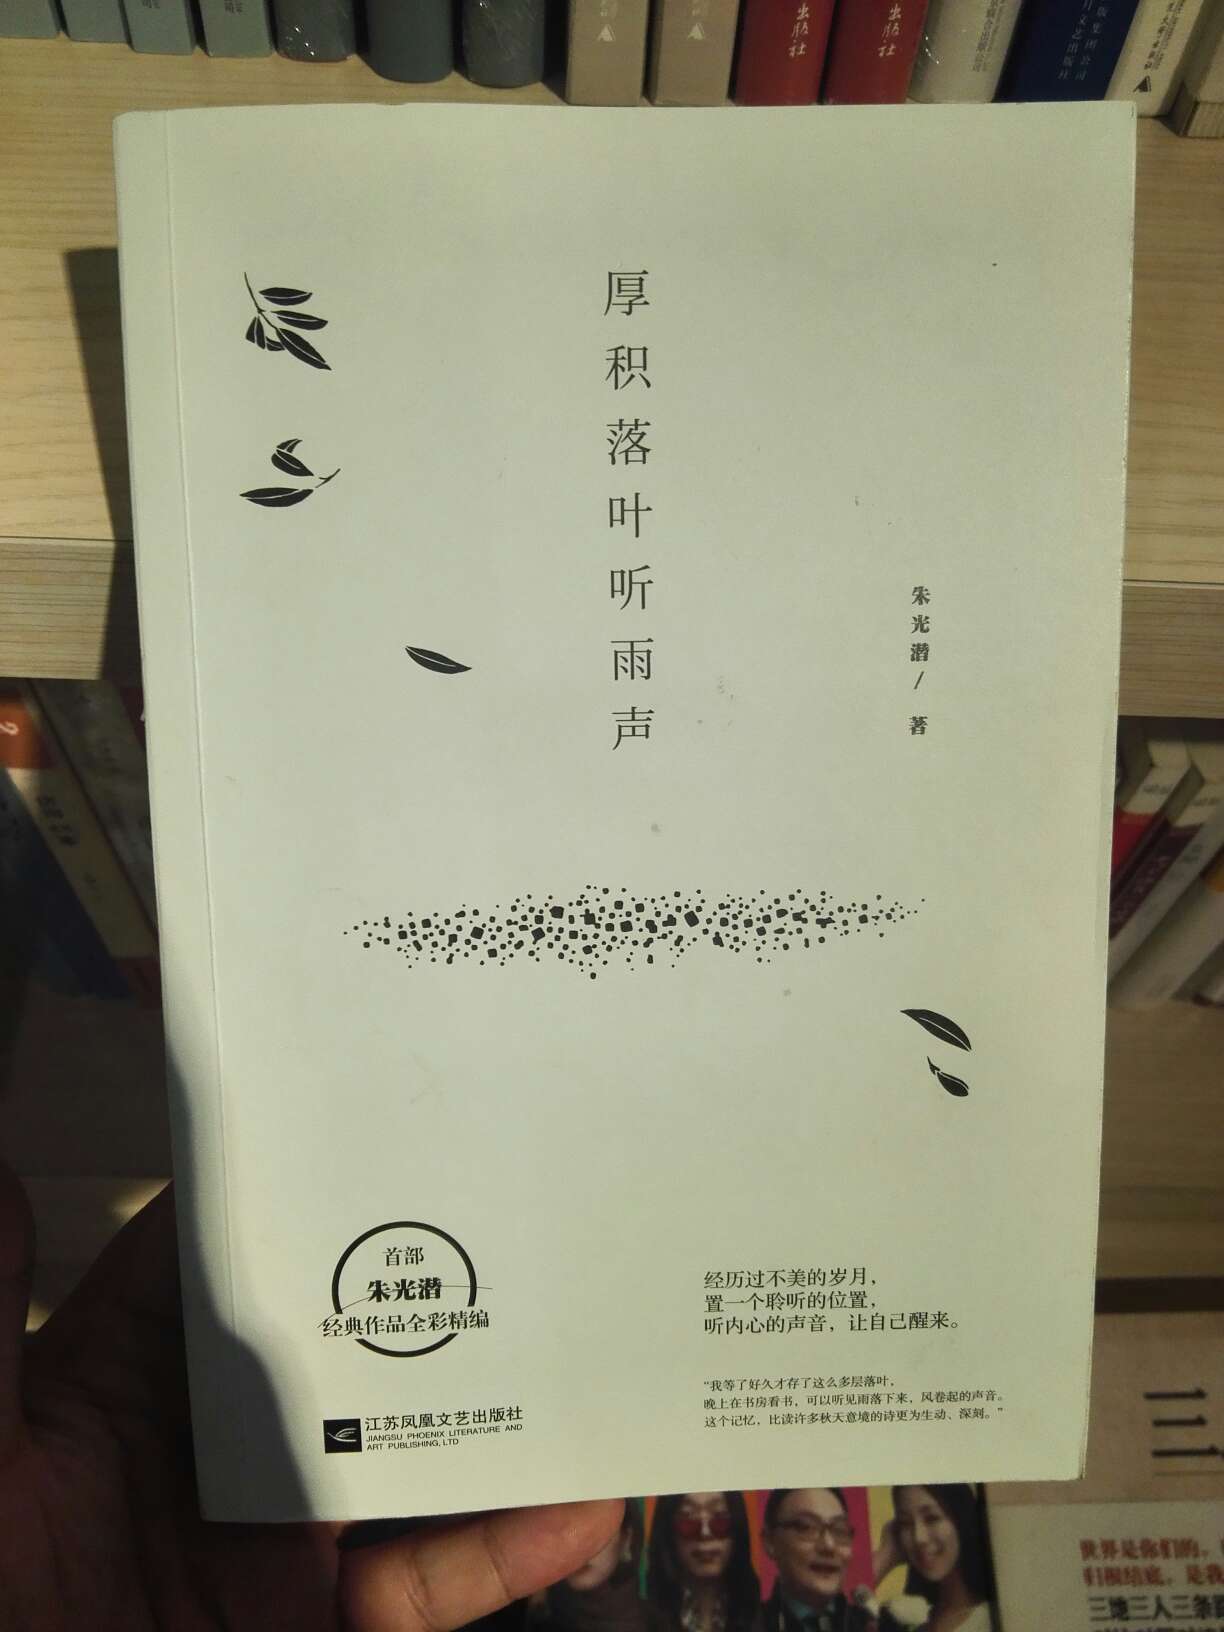 出版社
出版社
厚积落叶听雨声
朱光潜/著
首部
朱光潜
经典作品全彩精编
经历过不美的岁月，
置一个聆听的位置，
听内心的声音，让自己醒来。
“我等了好久才存了这么多层落叶，
晚上在书房看书，可以听见雨落下来，风卷起的声音。
这个记忆，比读许多秋天意境的诗更为生动、深刻。”
江苏凤凰文艺出版社
JIANGSU PHOENIX LITERATURE AND
ART PUBLISHING, LTD
世界是你们的。
归根结底，是我
三地三人三条